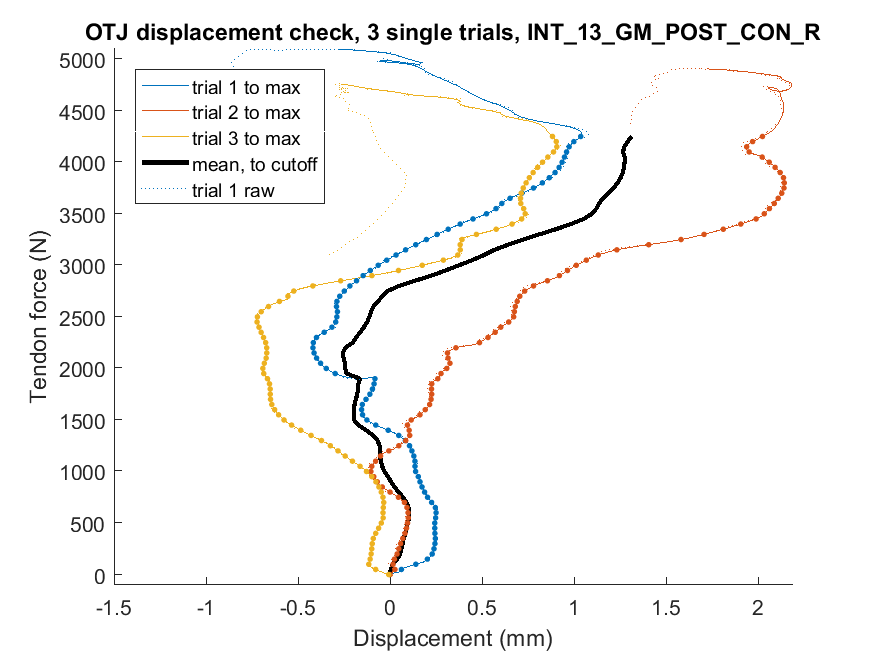 OTJ displacement check, 3 single trials, INT_13_GM_POST_CON_R
5000
4500
4000
3500
3000
2500
2000
1500
1000
500
0
Tendon force (N)
trial 1 to max
trial 2 to max
trial 3 to max
mean, to cutoff
trial 1 raw
-1.5
-1
-0.5
0
0.5
1
1.5
2
Displacement (mm)